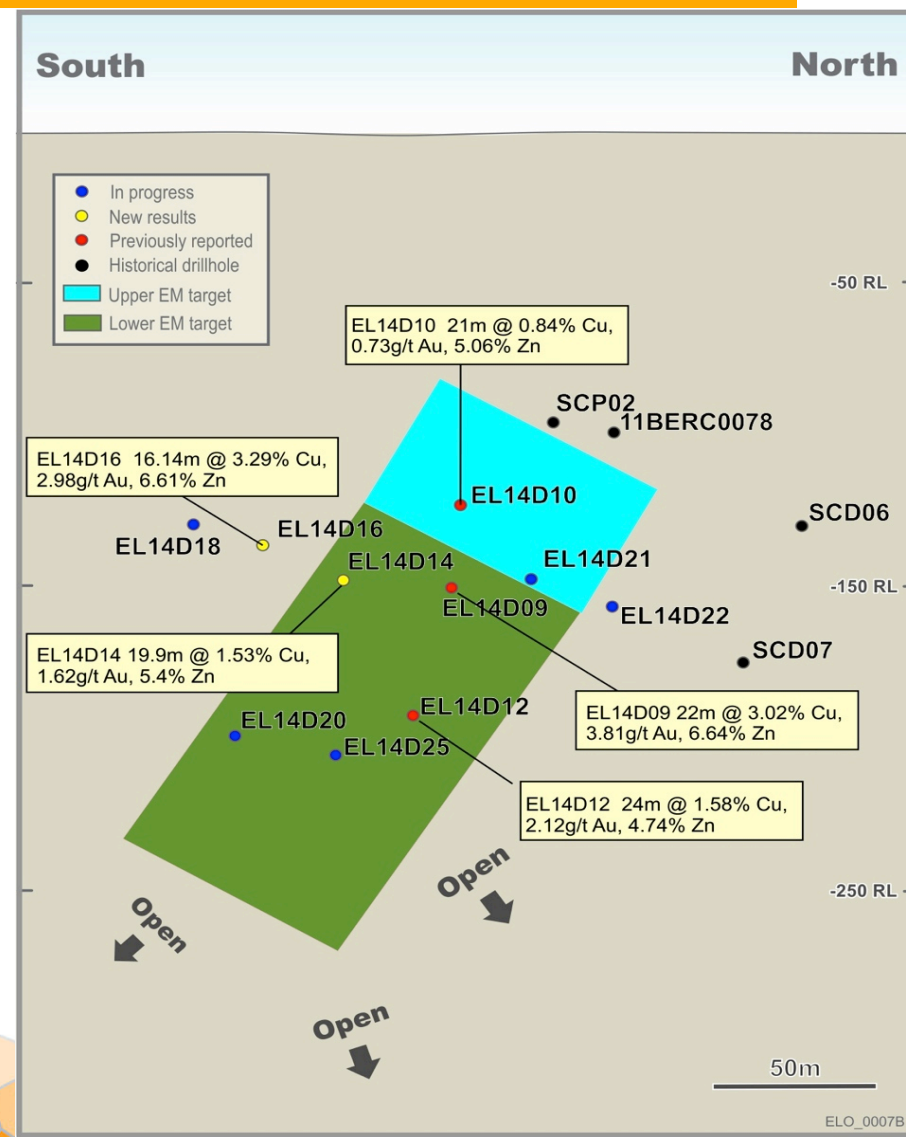 South
North
In progress
New results
Previously reported
Historical drillhole
Upper EM target
Lower EM target
-50 RL
EL14D10 21m @ 0.84% Cu,
0.73g/t Au, 5.06% Zn
SCP02
11BERC0078
EL14D16 16.14m @ 3.29% Cu,
2.98g/t Au, 6.61% Zn
EL14D10
SCD06
EL14D16
EL14D18
EL14D14
EL14D21
-150 RL
EL14D09
EL14D22
EL14D14 19.9m @ 1.53% Cu,
1.62g/t Au, 5.4% Zn
SCD07
EL14D12
EL14D09 22m @ 3.02% Cu,
3.81g/t Au, 6.64% Zn
EL14D20
EL14D25
EL14D12 24m @ 1.58% Cu,
2.12g/t Au, 4.74% Zn
Open
-250 RL
Open
Open
50m
ELO_0007B